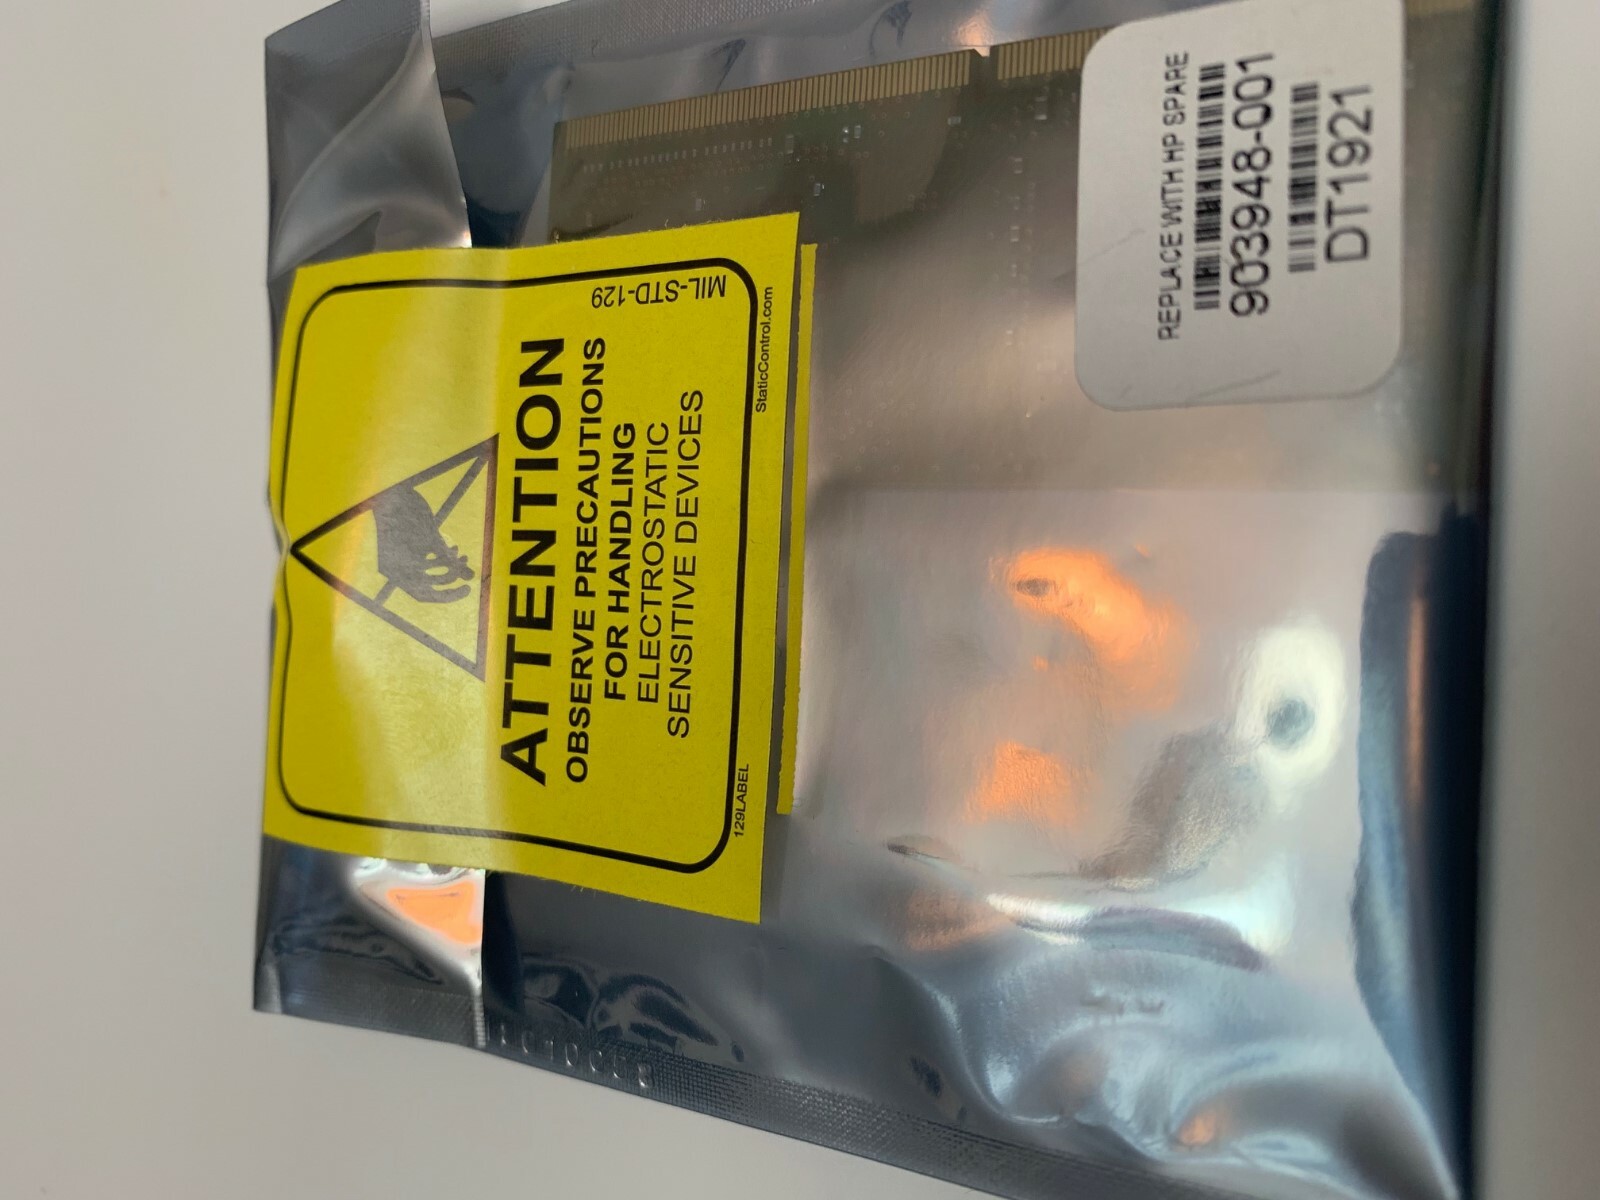 ATTENTION
OBSERVE PRECAUTIONS
FOR HANDLING
ELECTROSTATIC
SENSITIVE DEVICES
MIL-STD-129
129LABEL
StaticControl.com
REPLACE WITH HP SPARE
903948-001
DT1921